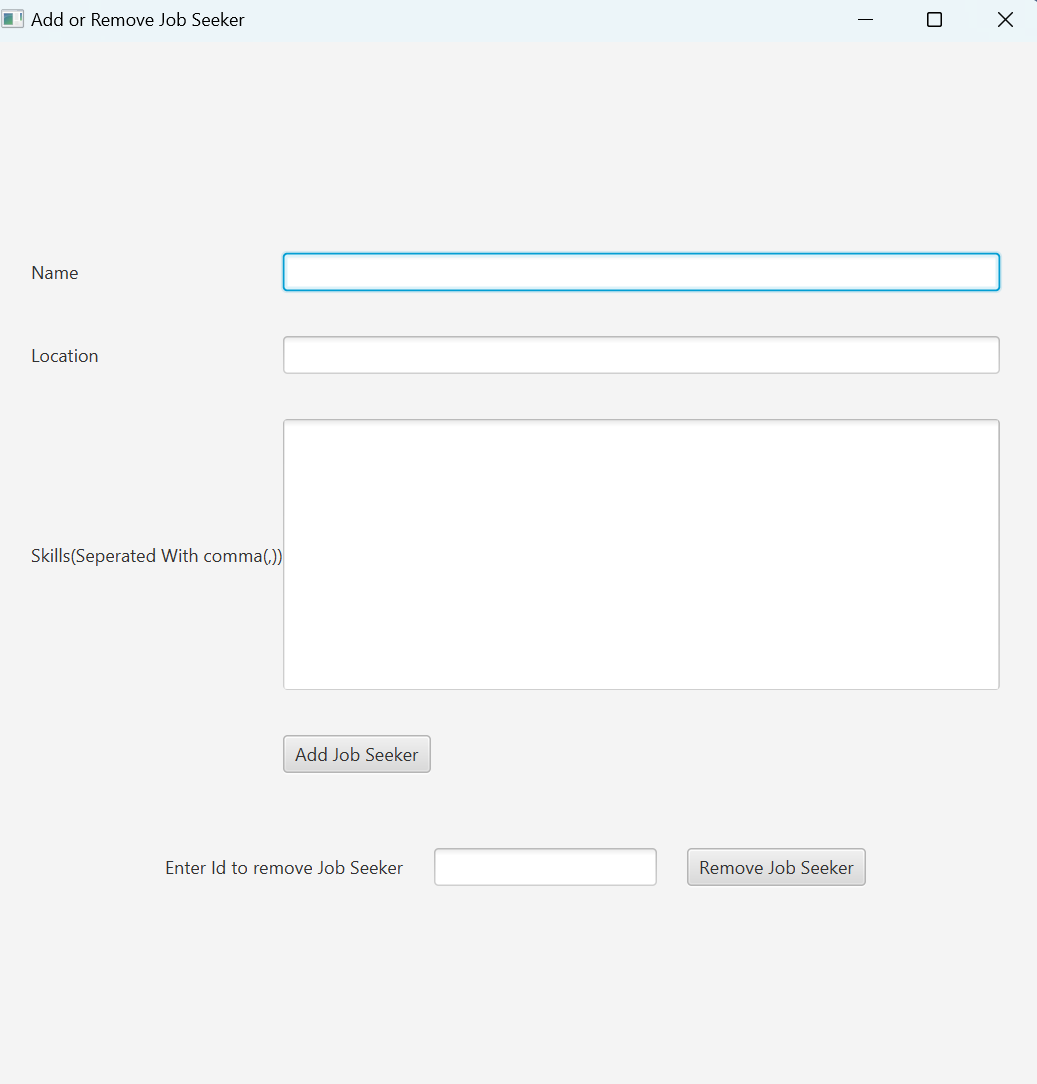 Add or Remove Job Seeker
Name
Location
Skills(Seperated With comma(,))
Add Job Seeker
Enter Id to remove Job Seeker
Remove Job Seeker